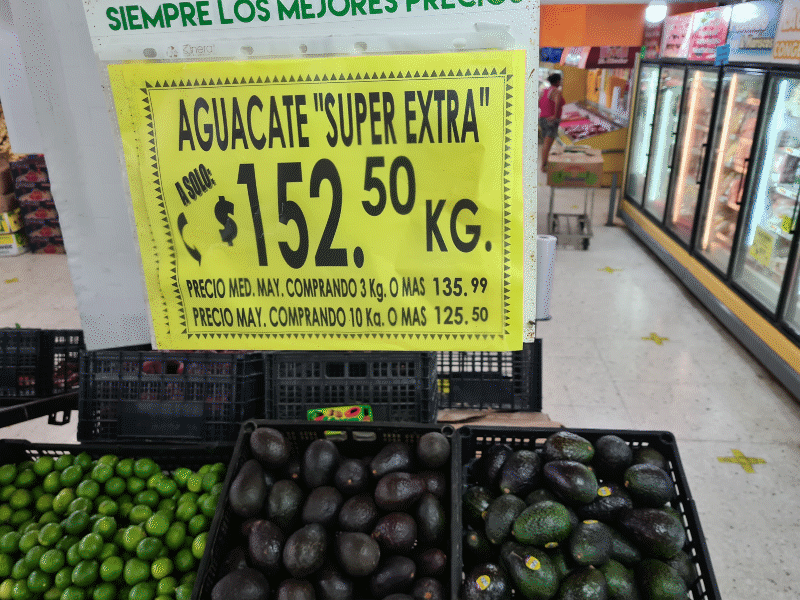 SIEMPRE LOS MEJORES PRECIOS
AGUACATE "SUPER EXTRA"
A SOLO:
$152.50 KG.
PRECIO MED. MAY. COMPRANDO 3 Kg. O MAS 135.99
PRECIO MAY. COMPRANDO 10 Kg. O MAS 125.50